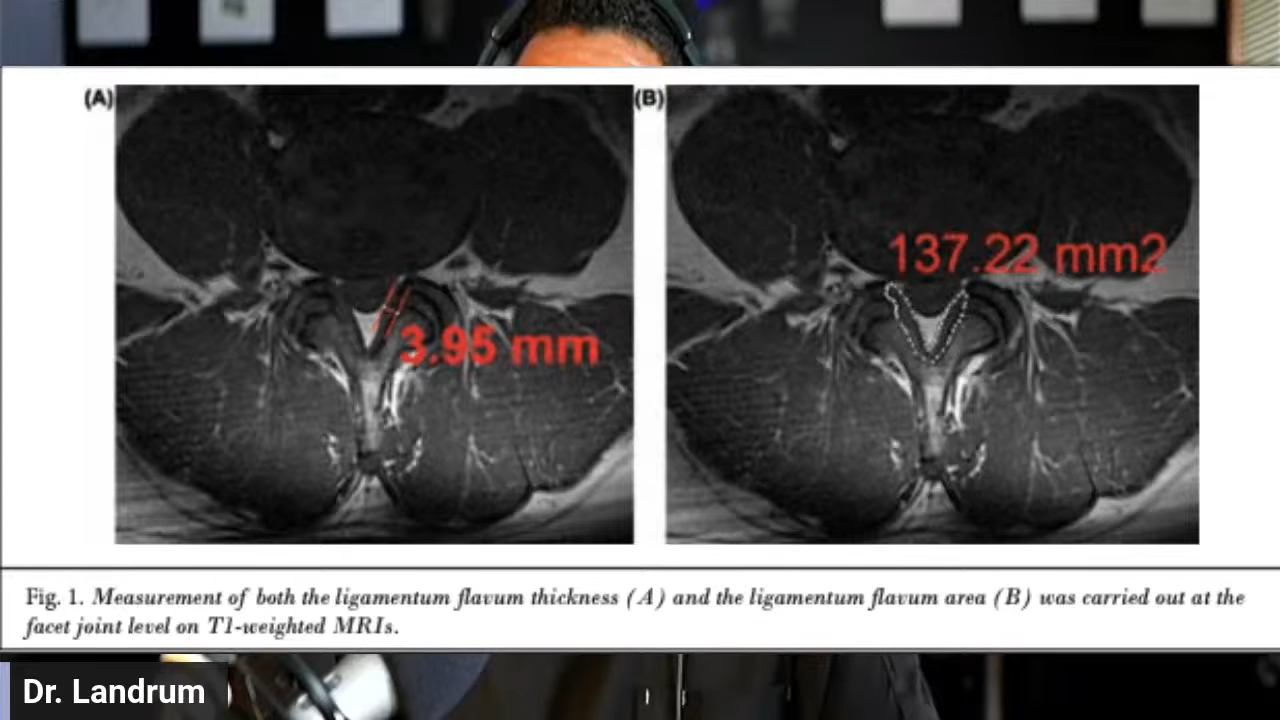 (A)
(B)
137.22 mm2
3.95 mm
Fig. 1. Measurement of both the ligamentum flavum thickness (A) and the ligamentum flavum area (B) was carried out at the
facet joint level on T1-weighted MRIs.
Dr. Landrum